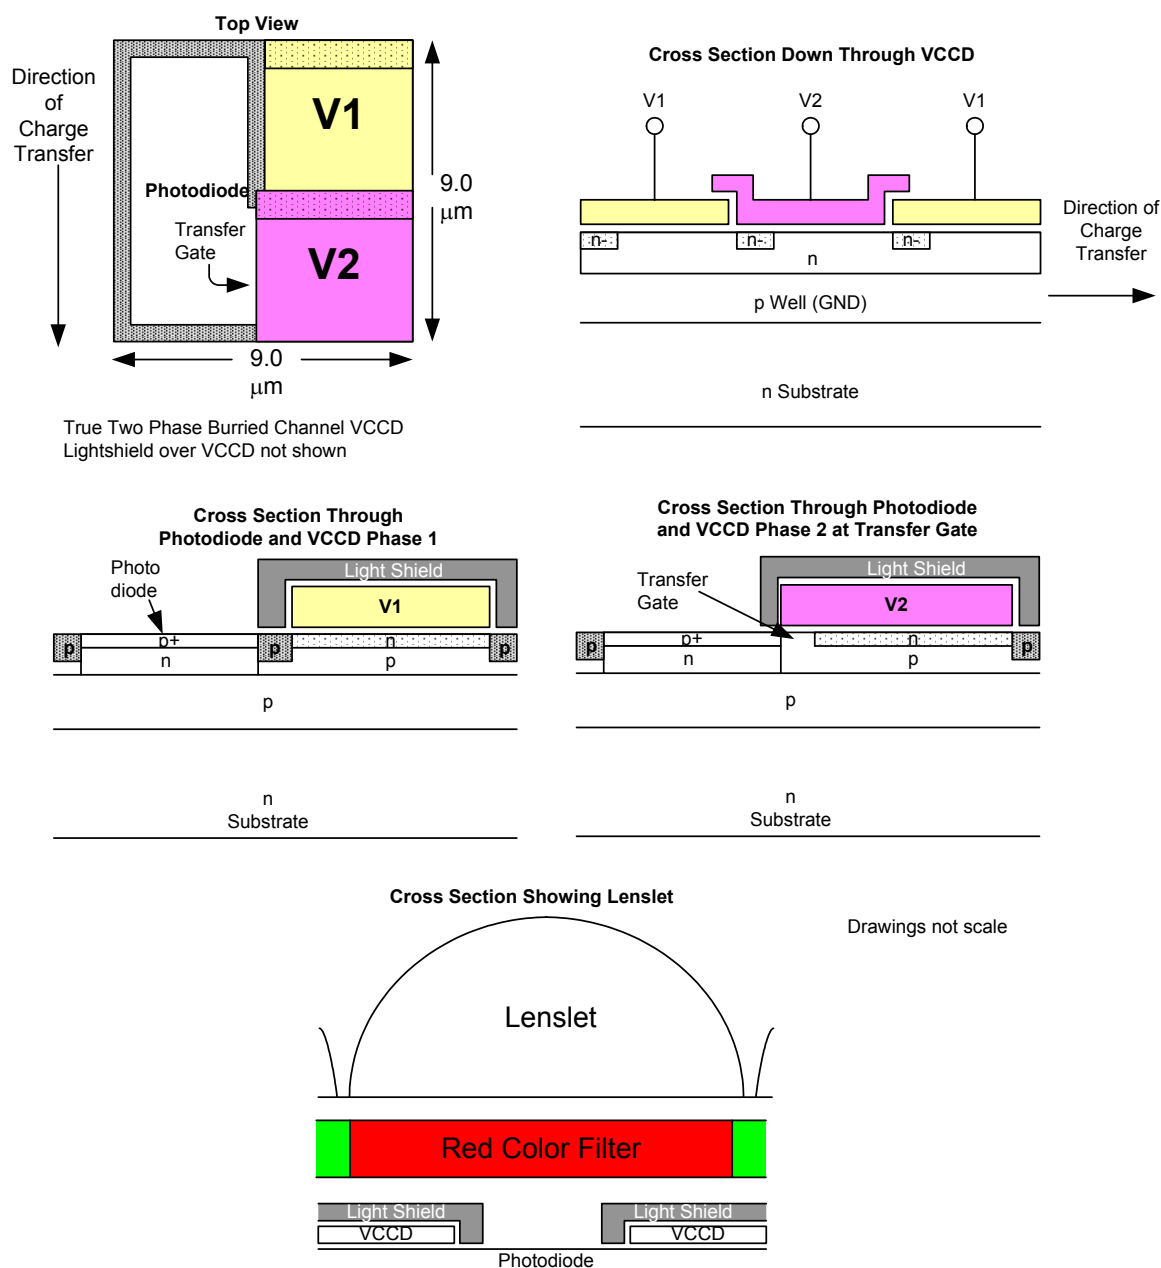 Top View
Direction
of
Charge
Transfer
V1
Photodiode
Transfer
Gate
V2
9.0
μm
9.0
μm
True Two Phase Burried Channel VCCD
Lightshield over VCCD not shown
Cross Section Down Through VCCD
V1
V2
V1
n-
n-
n-
n
p Well (GND)
n Substrate
Direction of
Charge
Transfer
Cross Section Through
Photodiode and VCCD Phase 1
Photo
diode
Light Shield
V1
p
p+
n
p
n
p
p
p
n
Substrate
Cross Section Through Photodiode
and VCCD Phase 2 at Transfer Gate
Transfer
Gate
Light Shield
V2
p
p+
n
n
p
p
p
n
Substrate
Cross Section Showing Lenslet
Drawings not scale
Lenslet
Red Color Filter
Light Shield
VCCD
Light Shield
VCCD
Photodiode